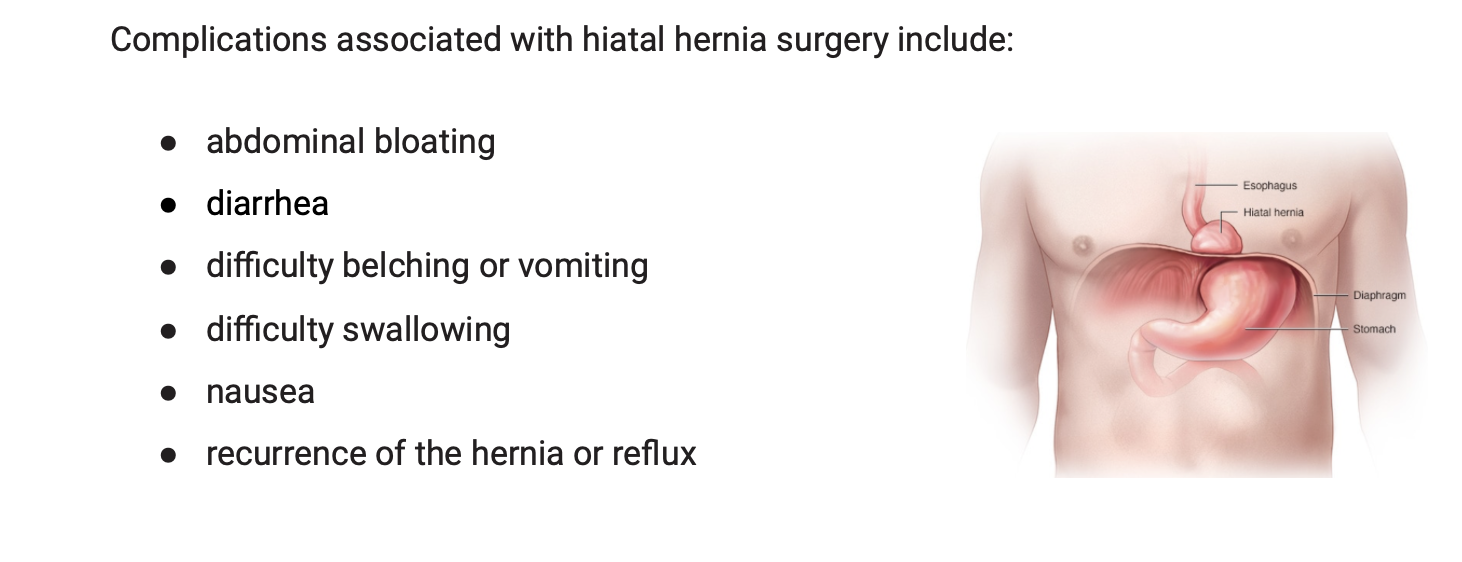 Complications associated with hiatal hernia surgery include:
● abdominal bloating
● diarrhea
● difficulty belching or vomiting
● difficulty swallowing
● nausea
● recurrence of the hernia or reflux
Esophagus
Hiatal hernia
Diaphragm
Stomach